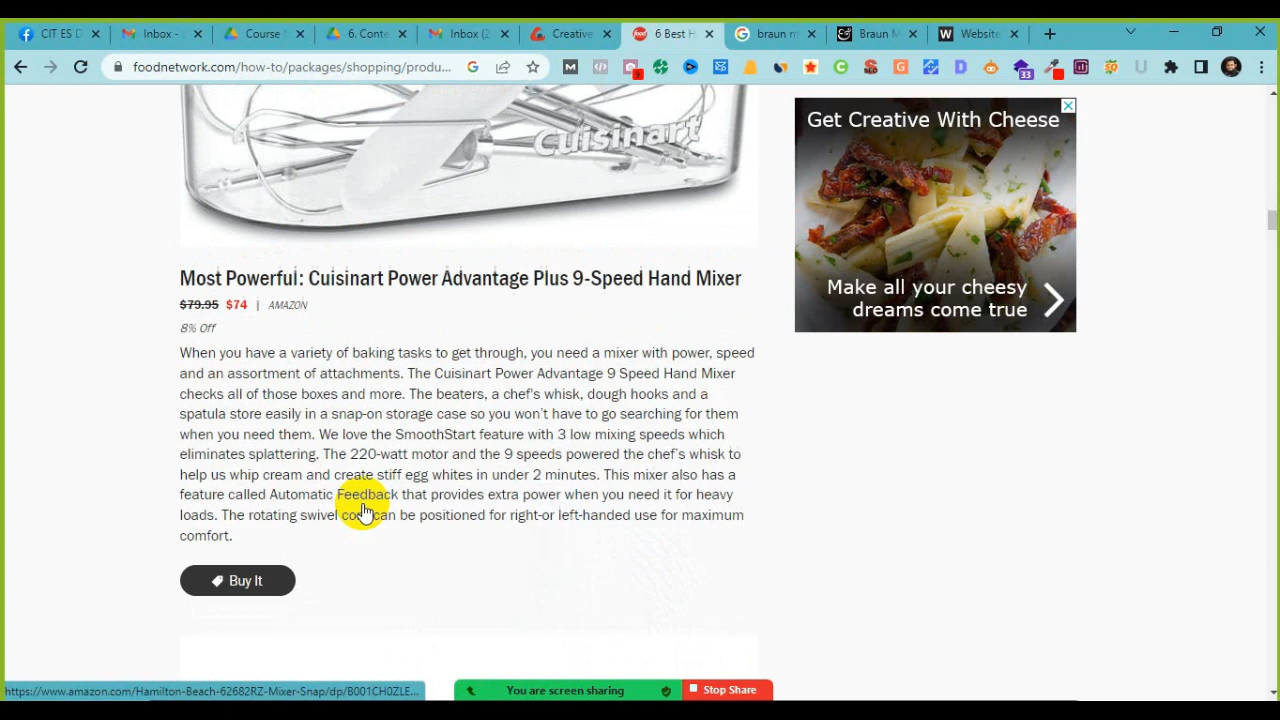 CIT ES D
Inbox -
Course
6. Conte
Inbox (2
Creative
6 Best H
braun m
Braun M
Website
foodnetwork.com/how-to/packages/shopping/produ...
9
33
Cuisinart
Get Creative With Cheese
Make all your cheesy
dreams come true
Most Powerful: Cuisinart Power Advantage Plus 9-Speed Hand Mixer
$79.95 $74 | AMAZON
8% Off
When you have a variety of baking tasks to get through, you need a mixer with power, speed
and an assortment of attachments. The Cuisinart Power Advantage 9 Speed Hand Mixer
checks all of those boxes and more. The beaters, a chef's whisk, dough hooks and a
spatula store easily in a snap-on storage case so you won't have to go searching for them
when you need them. We love the SmoothStart feature with 3 low mixing speeds which
eliminates splattering. The 220-watt motor and the 9 speeds powered the chef's whisk to
help us whip cream and create stiff egg whites in under 2 minutes. This mixer also has a
feature called Automatic Feedback that provides extra power when you need it for heavy
loads. The rotating swivel can be positioned for right-or left-handed use for maximum
comfort.
Buy It
https://www.amazon.com/Hamilton-Beach-62682RZ-Mixer-Snap/dp/B001CH0ZLE...
You are screen sharing
Stop Share